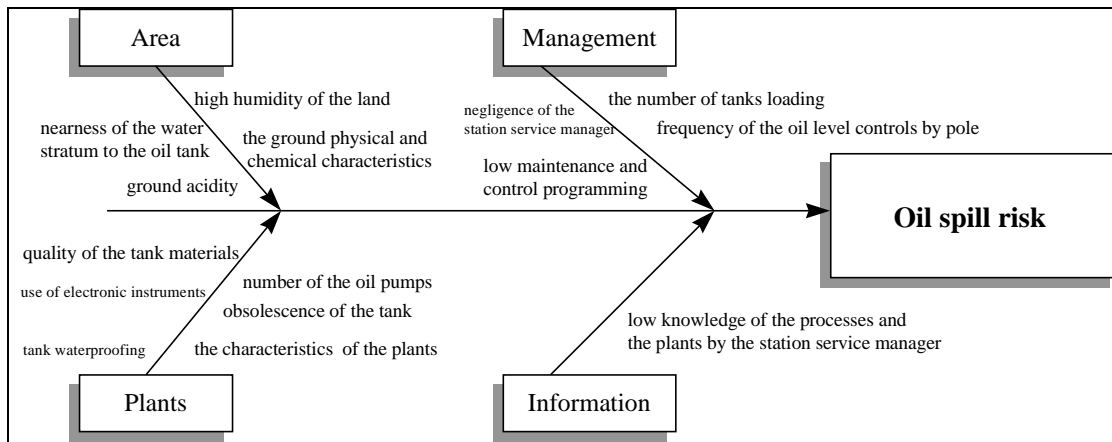 Area
Management
high humidity of the land
nearness of the water
stratum to the oil tank
the ground physical and
chemical characteristics
ground acidity
negligence of the
station service manager
the number of tanks loading
frequency of the oil level controls by pole
low maintenance and
control programming
Oil spill risk
quality of the tank materials
use of electronic instruments
tank waterproofing
number of the oil pumps
obsolescence of the tank
the characteristics of the plants
low knowledge of the processes and
the plants by the station service manager
Plants
Information